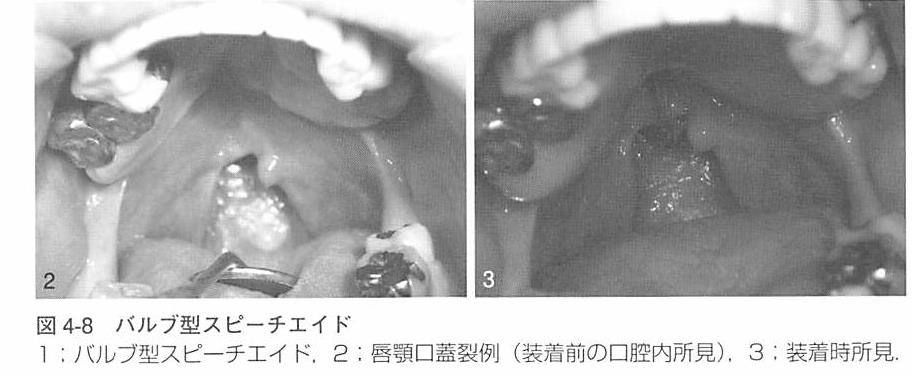 2
3
図 4-8 バルブ型スピーチエイド
1；バルブ型スピーチエイド，2；唇顎口蓋裂例（装着前の口腔内所見），3；装着時所見．